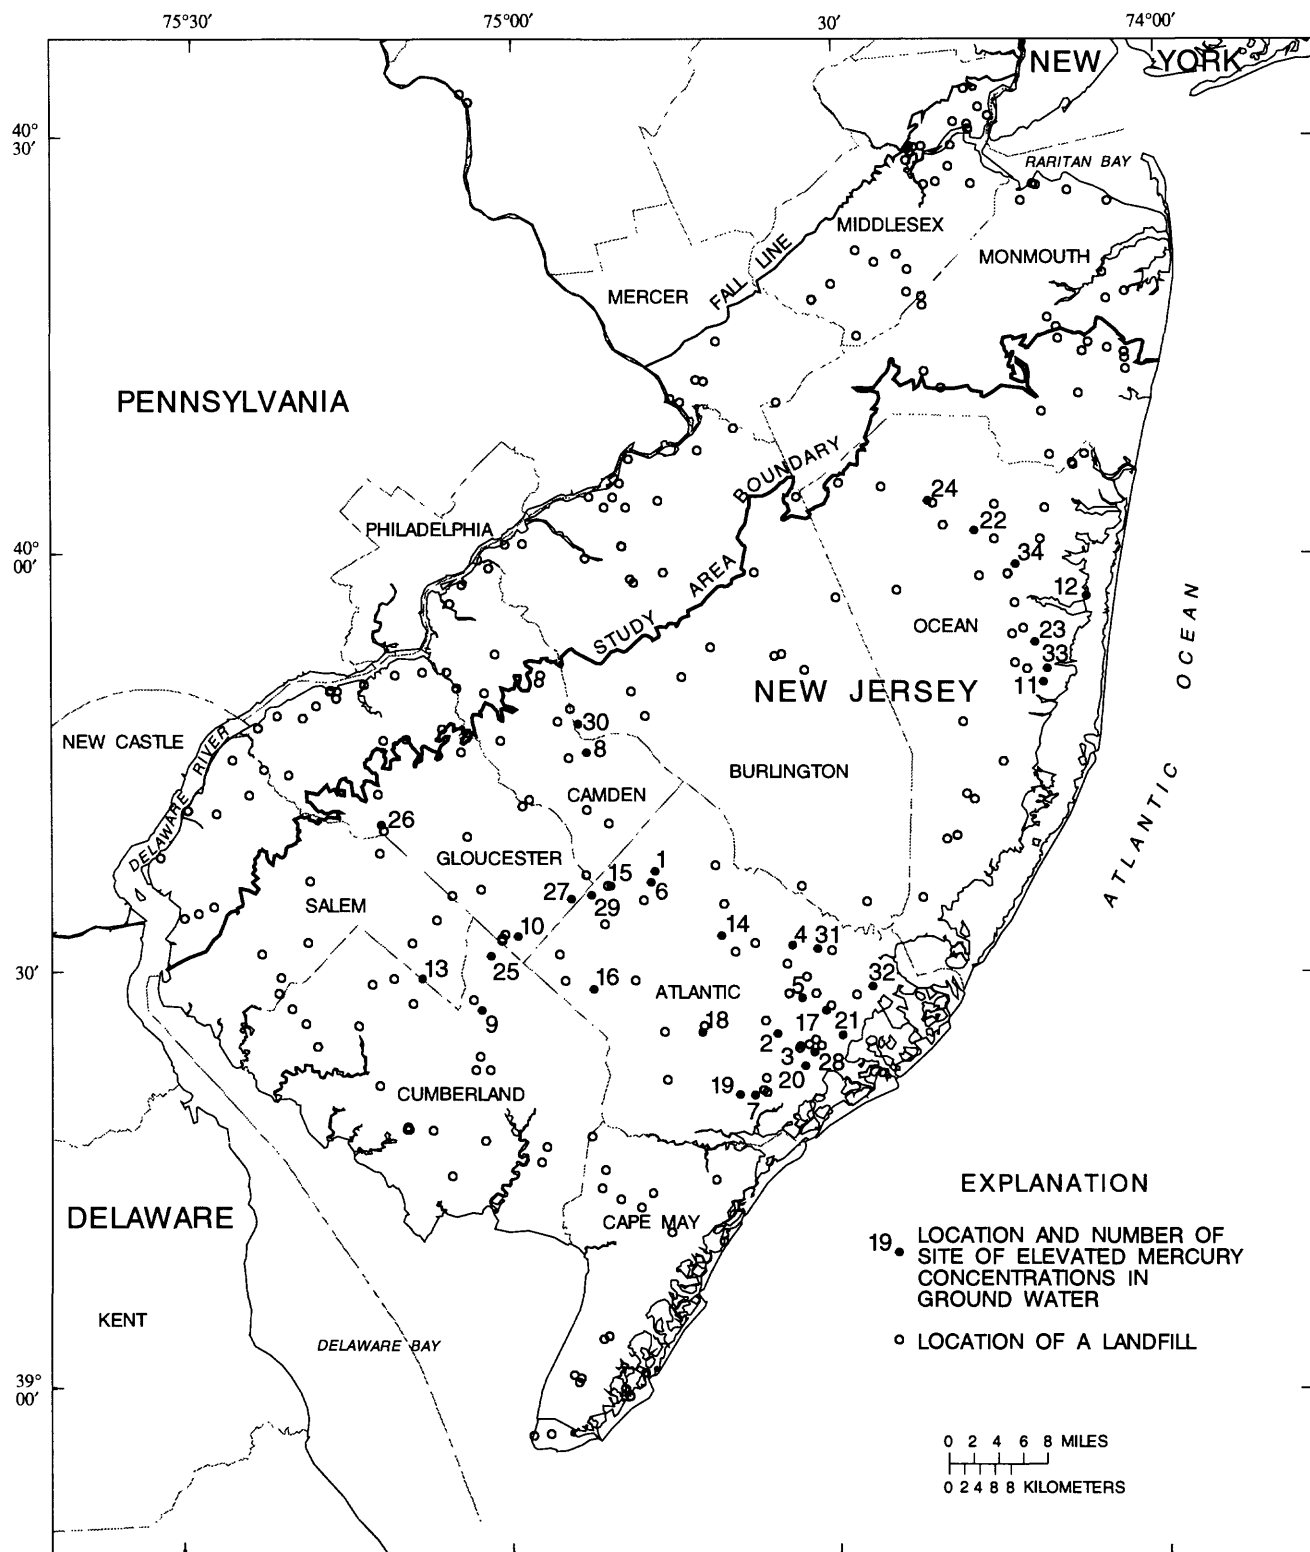 75°30′
75°00′
30′
74°00′
NEW YORK
40°
30′
RARITAN BAY
MIDDLESEX
MONMOUTH
FALL LINE
MERCER
PENNSYLVANIA
BOUNDARY
24
22
PHILADELPHIA
40°
00′
34
AREA
12
STUDY
OCEAN
23
33
11
NEW JERSEY
ATLANTIC OCEAN
30
NEW CASTLE
DELAWARE RIVER
8
BURLINGTON
CAMDEN
26
GLOUCESTER
1
15
6
27
29
SALEM
10
14
4
31
25
30′
13
16
32
5
ATLANTIC
9
18
17
21
2
3
28
20
19
7
CUMBERLAND
EXPLANATION
DELAWARE
CAPE MAY
19
LOCATION AND NUMBER OF
SITE OF ELEVATED MERCURY
CONCENTRATIONS IN
GROUND WATER
KENT
DELAWARE BAY
LOCATION OF A LANDFILL
39°
00′
0 2 4 6 8 MILES
0 2 4 8 8 KILOMETERS